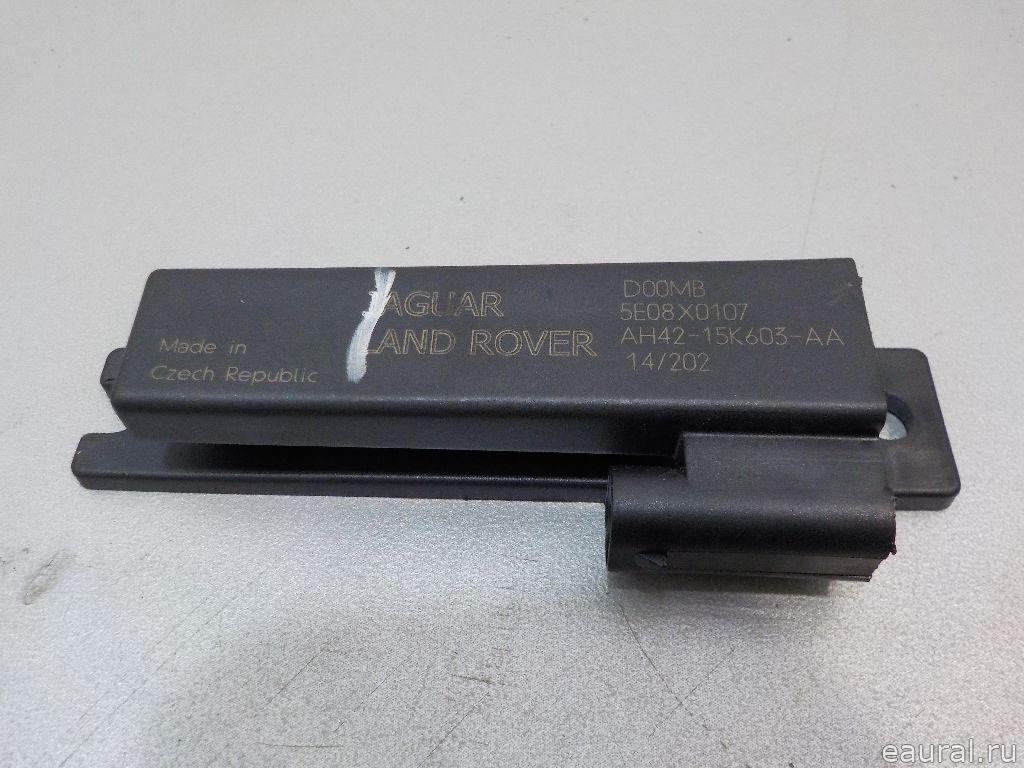 JAGUAR
LAND ROVER
Made in
Czech Republic
D00MB
5E08X0107
AH42-15K603-AA
14/202
eaural.ru